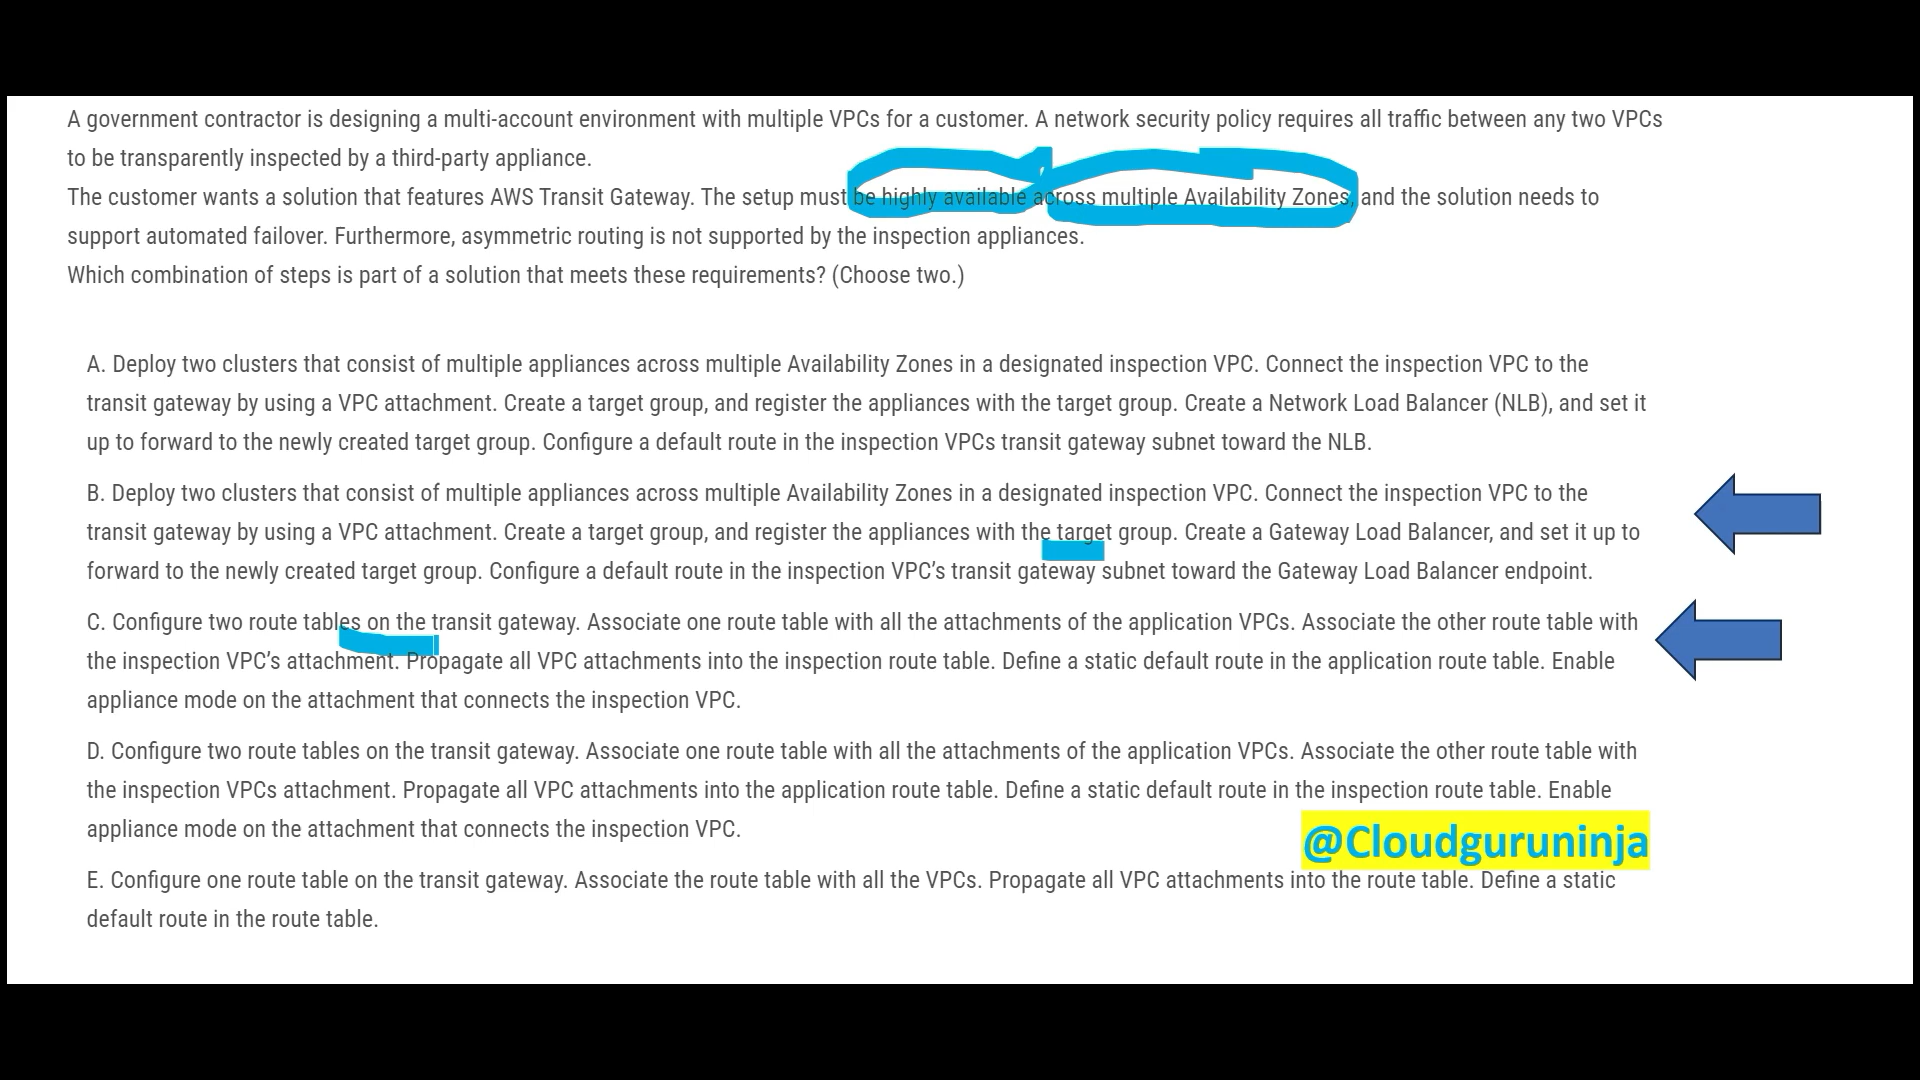 A government contractor is designing a multi-account environment with multiple VPCs for a customer. A network security policy requires all traffic between any two VPCs
to be transparently inspected by a third-party appliance.
The customer wants a solution that features AWS Transit Gateway. The setup must be highly available across multiple Availability Zones, and the solution needs to
support automated failover. Furthermore, asymmetric routing is not supported by the inspection appliances.
Which combination of steps is part of a solution that meets these requirements? (Choose two.)
A. Deploy two clusters that consist of multiple appliances across multiple Availability Zones in a designated inspection VPC. Connect the inspection VPC to the
transit gateway by using a VPC attachment. Create a target group, and register the appliances with the target group. Create a Network Load Balancer (NLB), and set it
up to forward to the newly created target group. Configure a default route in the inspection VPCs transit gateway subnet toward the NLB.
B. Deploy two clusters that consist of multiple appliances across multiple Availability Zones in a designated inspection VPC. Connect the inspection VPC to the
transit gateway by using a VPC attachment. Create a target group, and register the appliances with the target group. Create a Gateway Load Balancer, and set it up to
forward to the newly created target group. Configure a default route in the inspection VPC’s transit gateway subnet toward the Gateway Load Balancer endpoint.
C. Configure two route tables on the transit gateway. Associate one route table with all the attachments of the application VPCs. Associate the other route table with
the inspection VPC’s attachment. Propagate all VPC attachments into the inspection route table. Define a static default route in the application route table. Enable
appliance mode on the attachment that connects the inspection VPC.
D. Configure two route tables on the transit gateway. Associate one route table with all the attachments of the application VPCs. Associate the other route table with
the inspection VPCs attachment. Propagate all VPC attachments into the application route table. Define a static default route in the inspection route table. Enable
appliance mode on the attachment that connects the inspection VPC.
@Cloudguruninja
E. Configure one route table on the transit gateway. Associate the route table with all the VPCs. Propagate all VPC attachments into the route table. Define a static
default route in the route table.